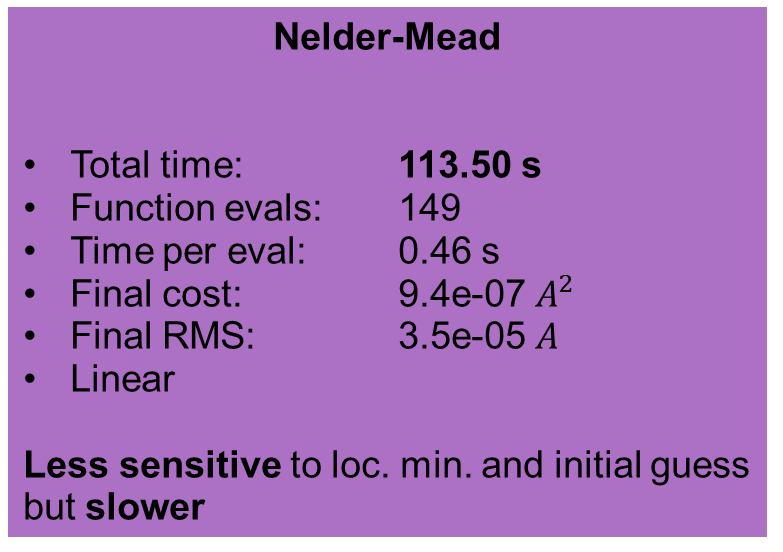 Nelder-Mead
• Total time: 113.50 s
• Function evals: 149
• Time per eval: 0.46 s
• Final cost: 9.4e-07 A²
• Final RMS: 3.5e-05 A
• Linear
Less sensitive to loc. min. and initial guess
but slower